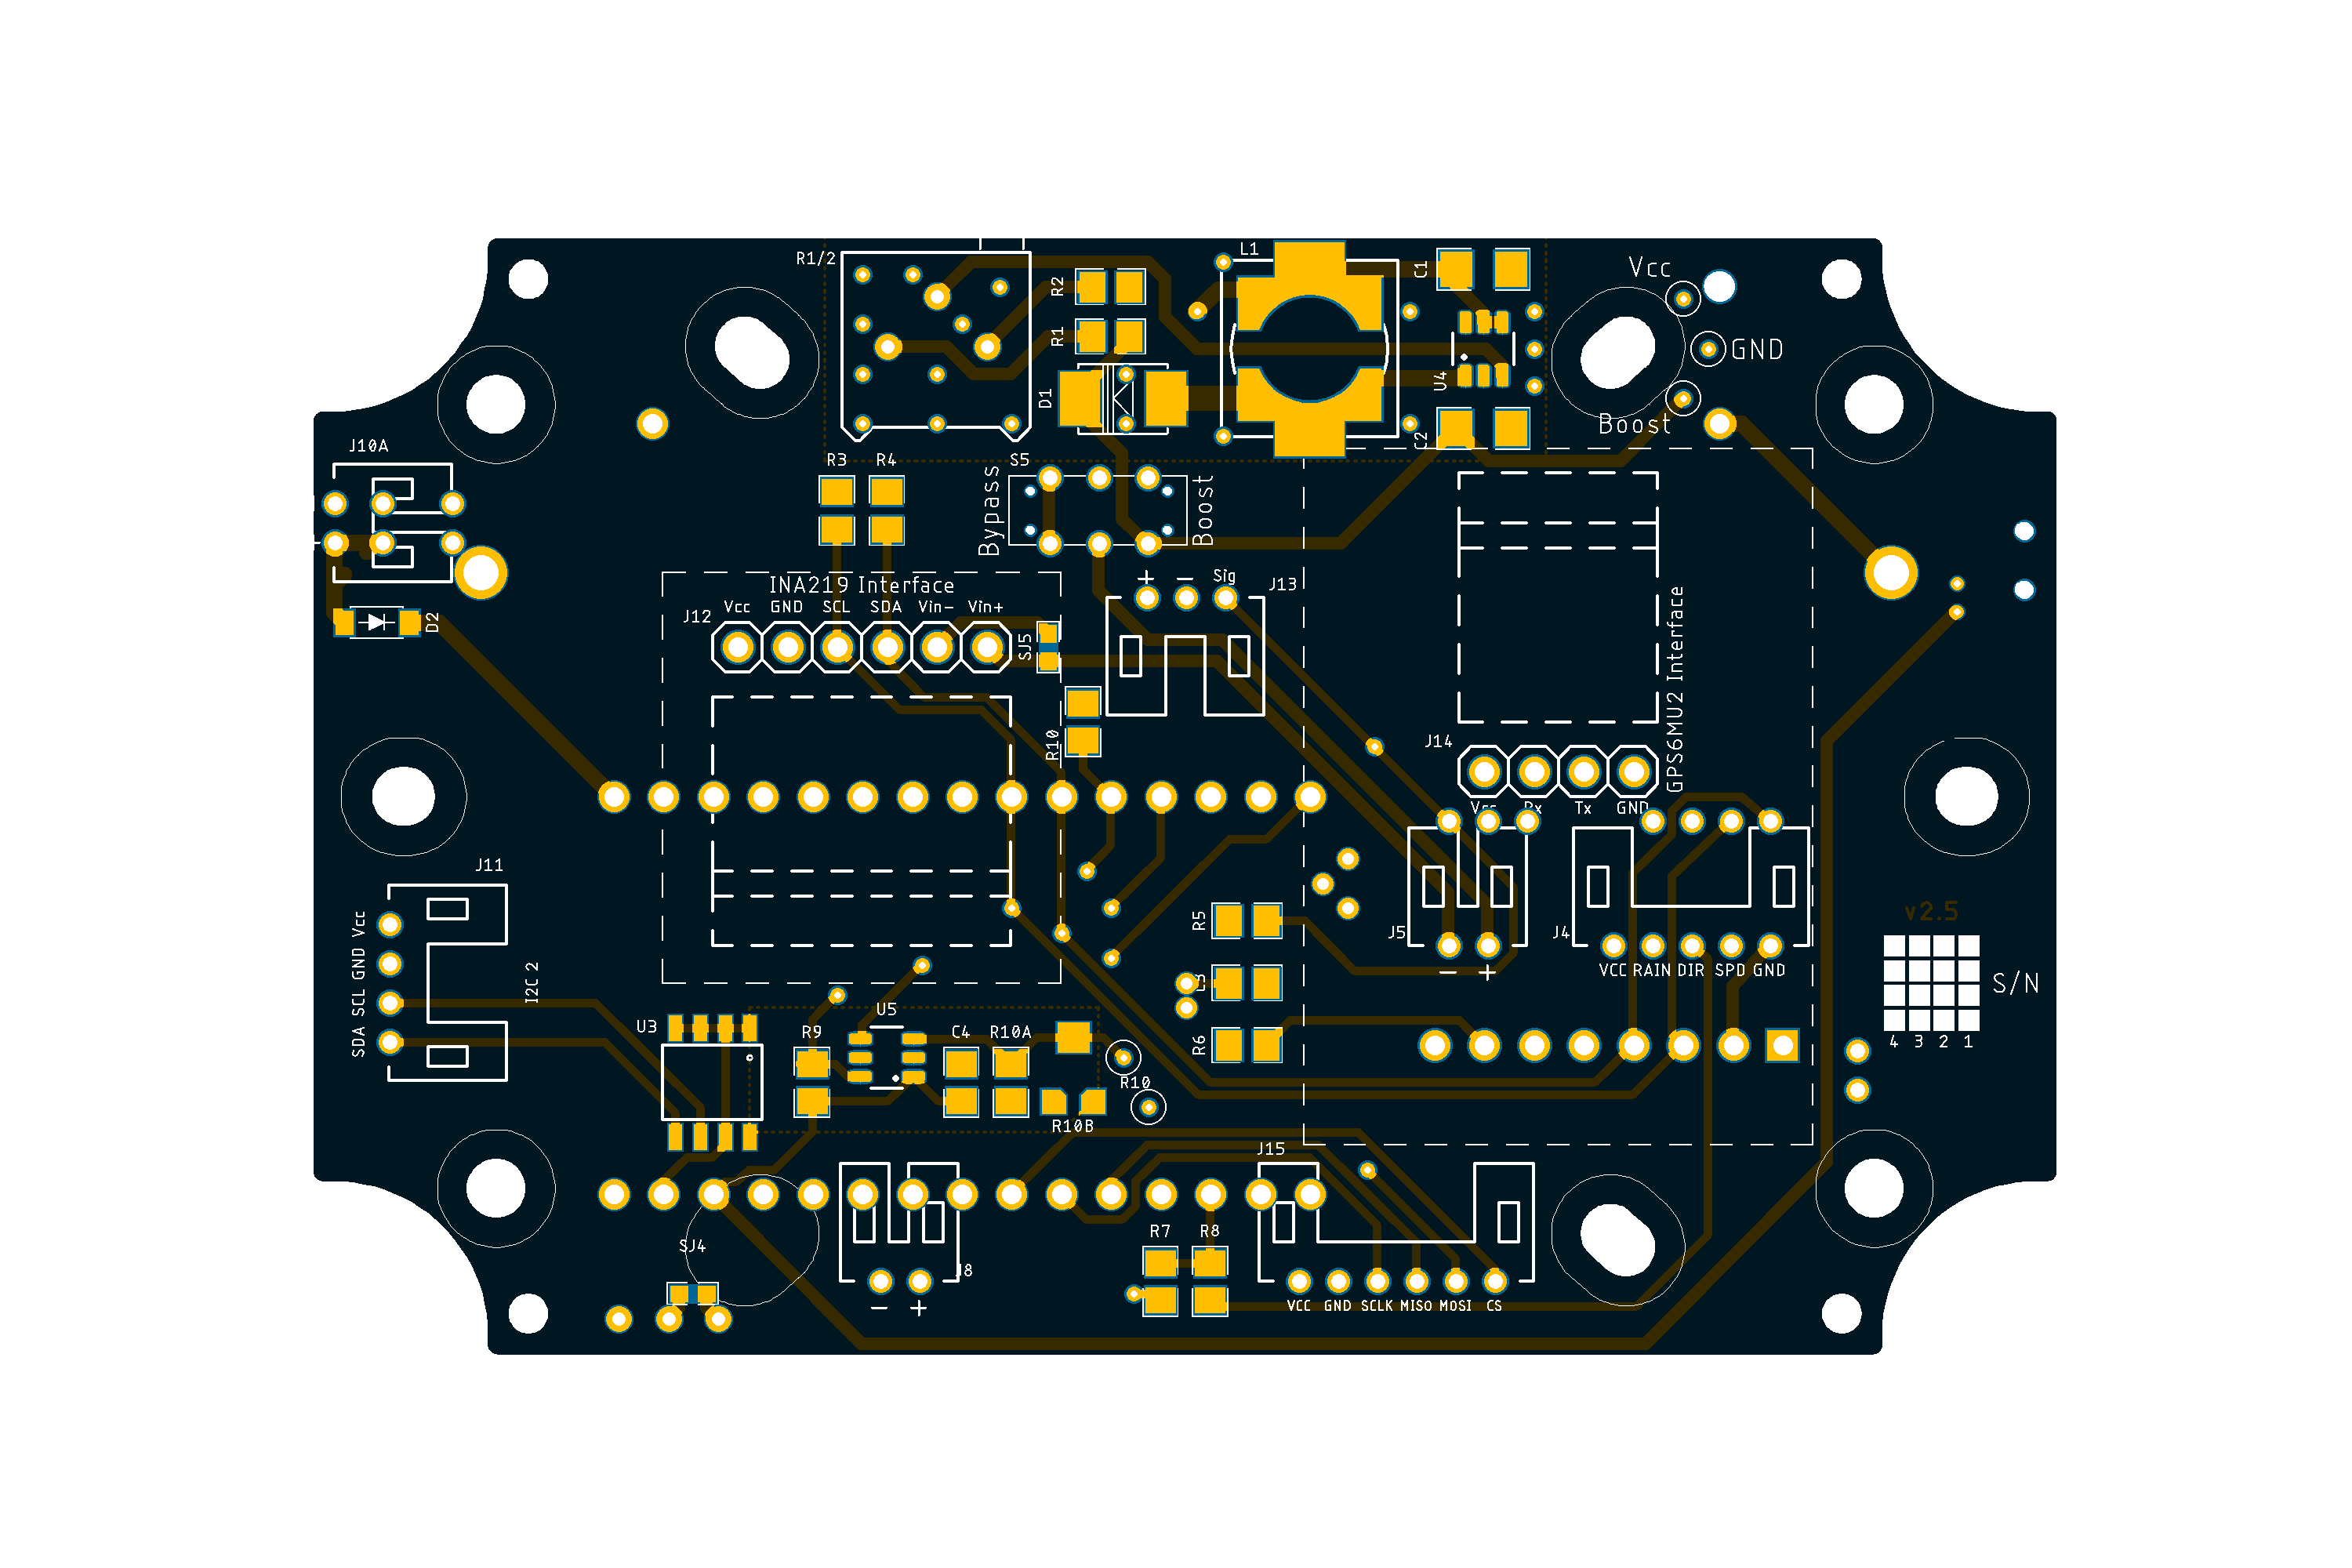 R1/2
L1
Vcc
C1
R2
GND
R1
U4
D1
Boost
C2
J10A
R3
R4
S5
Bypass
Boost
+
INA219 Interface
+ − Sig
J13
D2
J12
Vcc GND SCL SDA Vin- Vin+
SJ5
GPS6MU2 Interface
R10
J14
Vcc Rx Tx GND
J11
SDA SCL GND Vcc
I2C 2
R5
J5
− +
J4
VCC RAIN DIR SPD GND
v2.5
S/N
4 3 2 1
U3
U5
R9
C4
R10A
R6
R10
R10B
J15
SJ4
R7
R8
J8
− +
VCC GND SCLK MISO MOSI CS